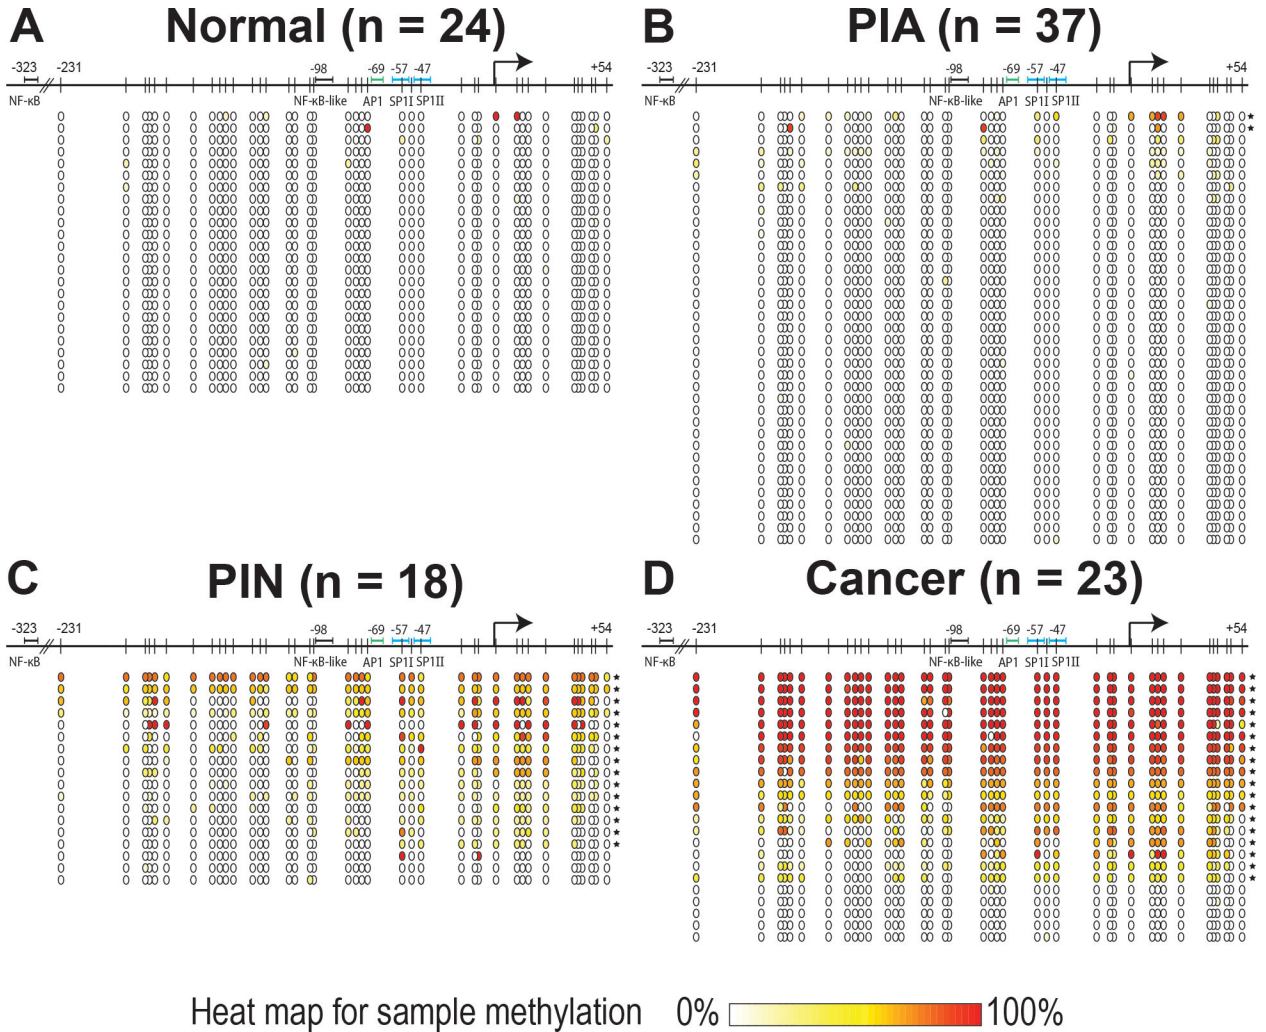 A Normal (n = 24)
-323 -231 -98 -69 -57 -47 +54
NF-κB NF-κB-like AP1 SP1I SP1II
B PIA (n = 37)
-323 -231 -98 -69 -57 -47 +54
NF-κB NF-κB-like AP1 SP1I SP1II
C PIN (n = 18)
-323 -231 -98 -69 -57 -47 +54
NF-κB NF-κB-like AP1 SP1I SP1II
D Cancer (n = 23)
-323 -231 -98 -69 -57 -47 +54
NF-κB NF-κB-like AP1 SP1I SP1II
Heat map for sample methylation 0% 100%